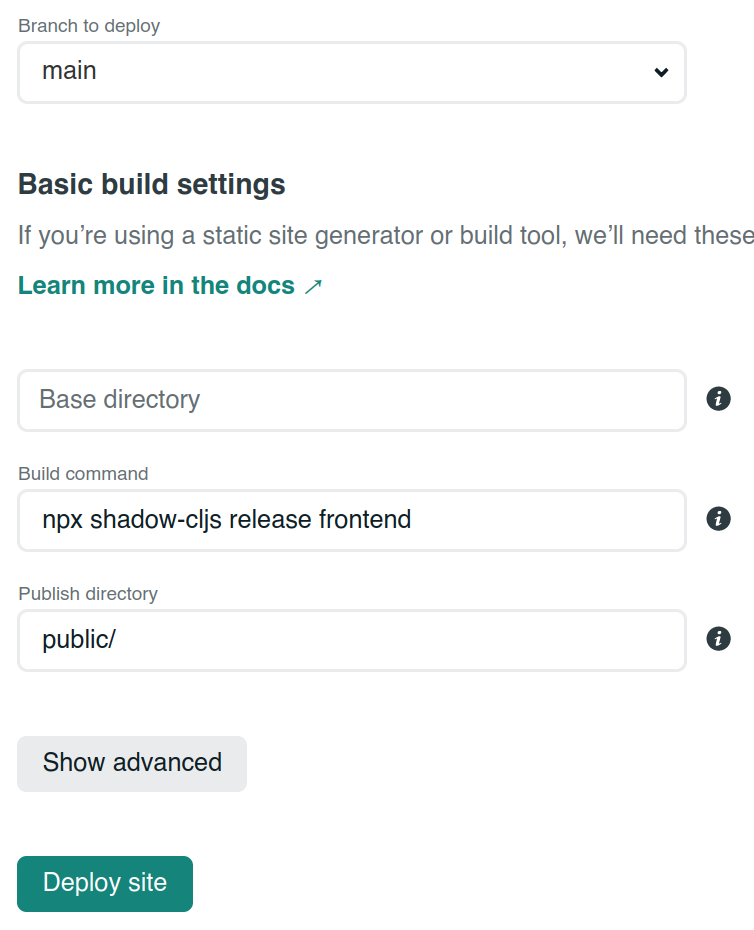 Branch to deploy
main
Basic build settings
If you’re using a static site generator or build tool, we’ll need these
Learn more in the docs ↗
Base directory
Build command
npx shadow-cljs release frontend
Publish directory
public/
Show advanced
Deploy site